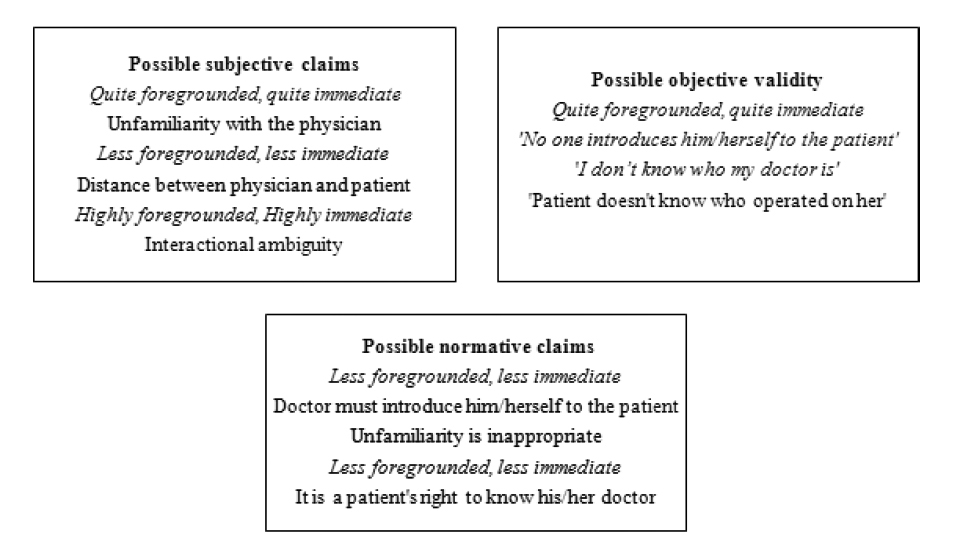 Possible subjective claims
Quite foregrounded, quite immediate
Unfamiliarity with the physician
Less foregrounded, less immediate
Distance between physician and patient
Highly foregrounded, Highly immediate
Interactional ambiguity
Possible objective validity
Quite foregrounded, quite immediate
'No one introduces him/herself to the patient'
'I don't know who my doctor is'
'Patient doesn't know who operated on her'
Possible normative claims
Less foregrounded, less immediate
Doctor must introduce him/herself to the patient
Unfamiliarity is inappropriate
Less foregrounded, less immediate
It is a patient's right to know his/her doctor